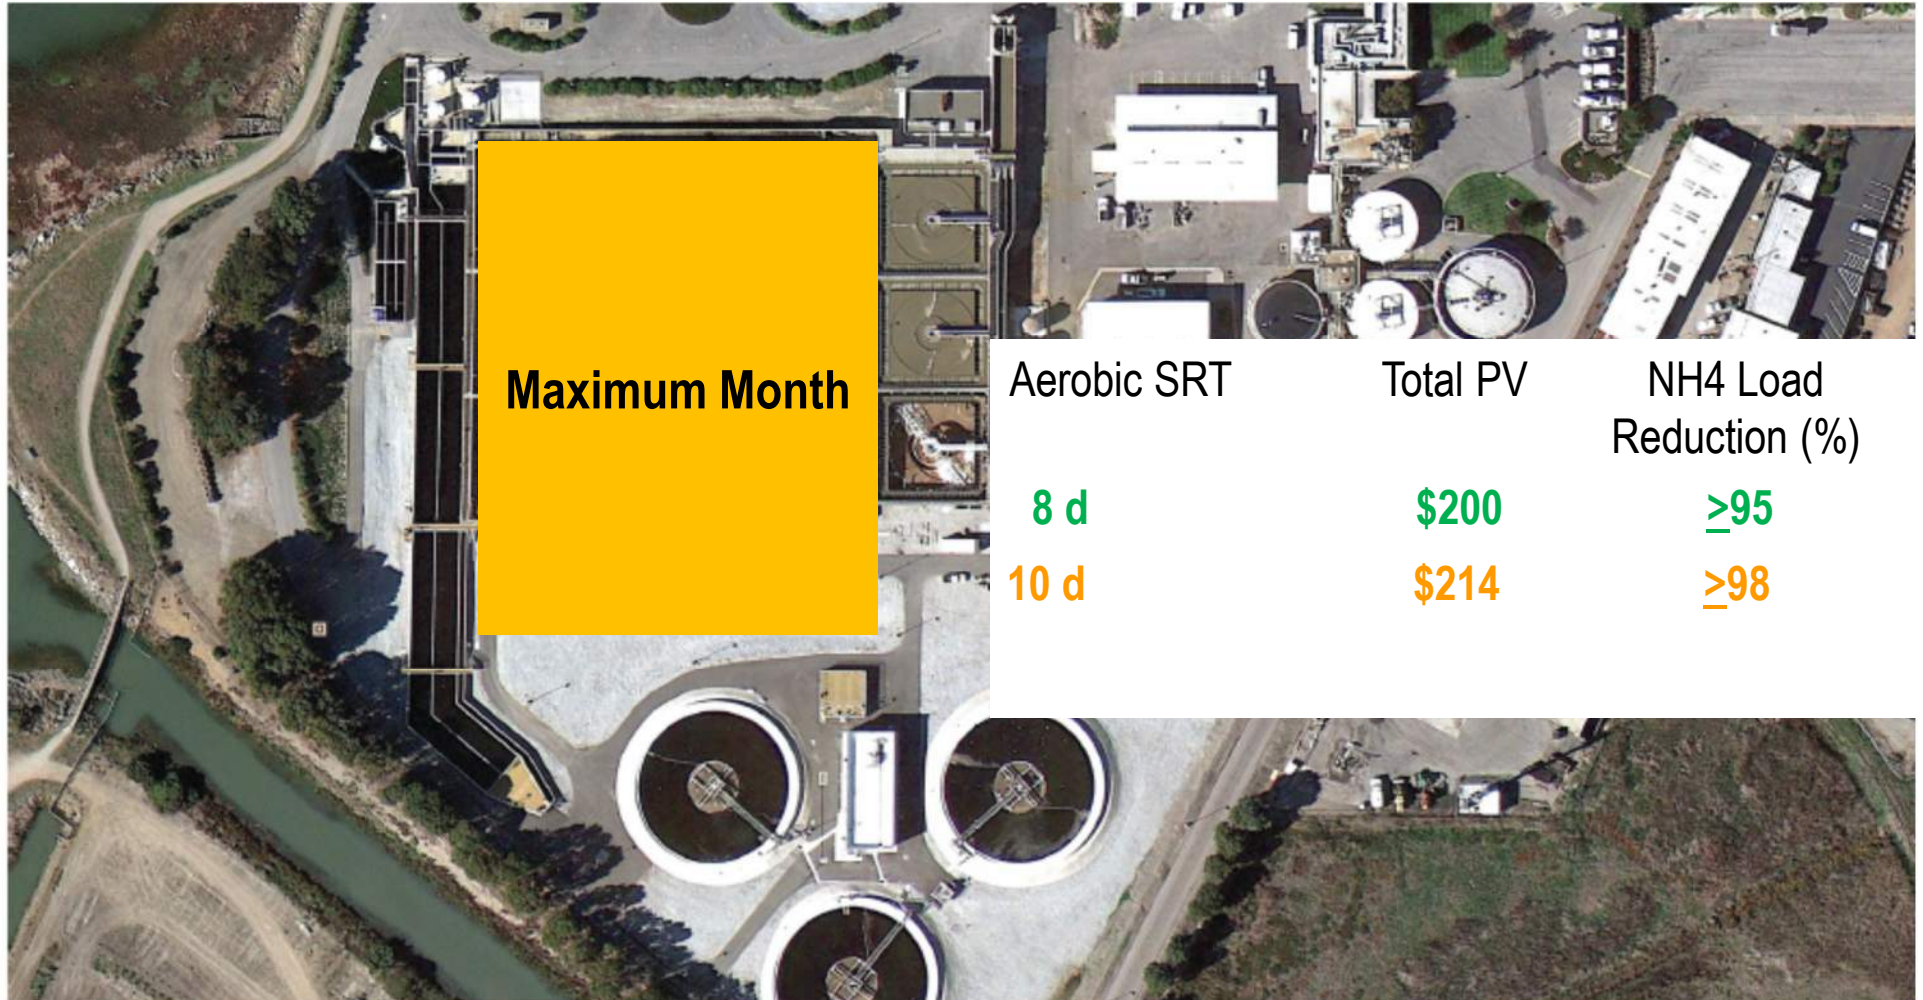 Maximum Month
Aerobic SRT Total PV NH4 Load
Reduction (%)
8 d $200 ≥95
10 d $214 ≥98